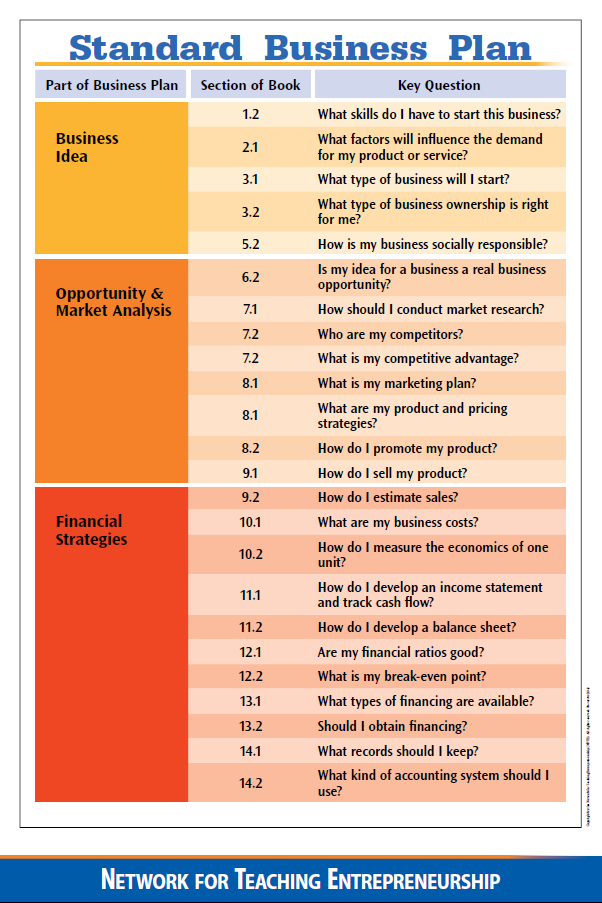 Standard Business Plan
Part of Business Plan Section of Book Key Question
Business
Idea
1.2 What skills do I have to start this business?
2.1 What factors will influence the demand
for my product or service?
3.1 What type of business will I start?
3.2 What type of business ownership is right
for me?
5.2 How is my business socially responsible?
Opportunity &
Market Analysis
6.2 Is my idea for a business a real business
opportunity?
7.1 How should I conduct market research?
7.2 Who are my competitors?
7.2 What is my competitive advantage?
8.1 What is my marketing plan?
8.1 What are my product and pricing
strategies?
8.2 How do I promote my product?
9.1 How do I sell my product?
Financial
Strategies
9.2 How do I estimate sales?
10.1 What are my business costs?
10.2 How do I measure the economics of one
unit?
11.1 How do I develop an income statement
and track cash flow?
11.2 How do I develop a balance sheet?
12.1 Are my financial ratios good?
12.2 What is my break-even point?
13.1 What types of financing are available?
13.2 Should I obtain financing?
14.1 What records should I keep?
14.2 What kind of accounting system should I
use?
NETWORK FOR TEACHING ENTREPRENEURSHIP